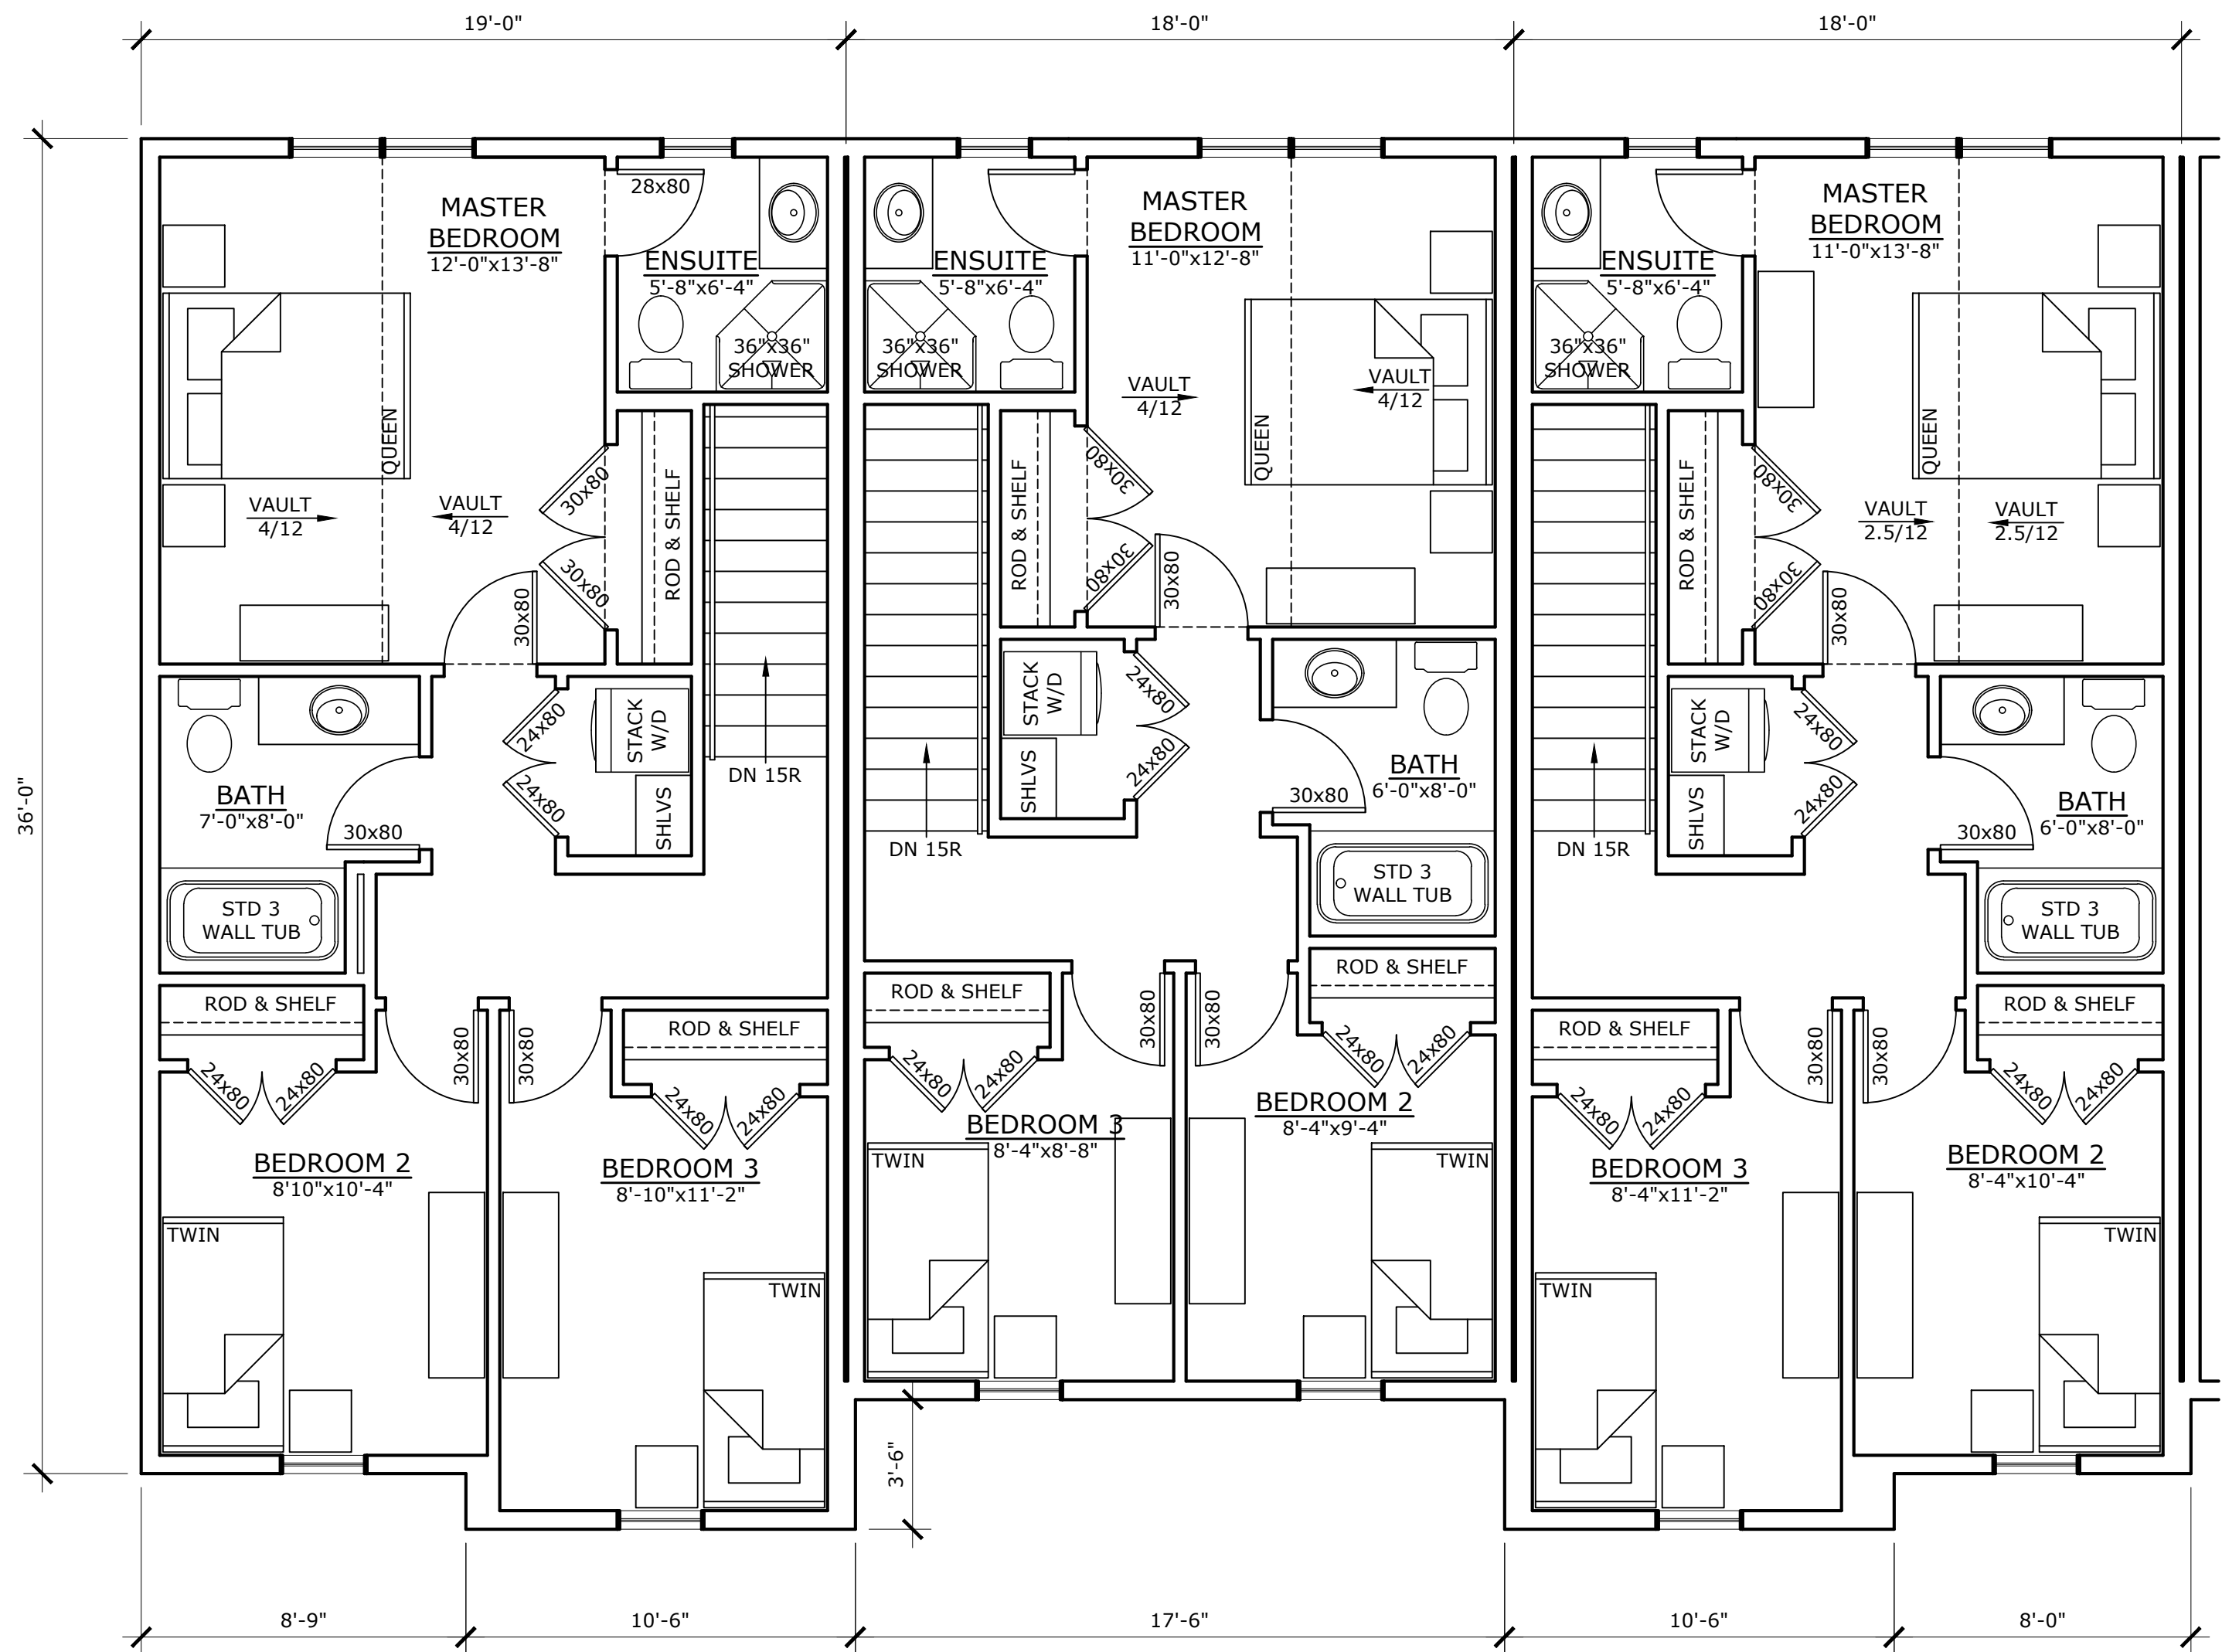 19'-0"
18'-0"
18'-0"
36'-0"
MASTER
BEDROOM
12'-0"x13'-8"
28x80
ENSUITE
5'-8"x6'-4"
36"x36"
SHOWER
QUEEN
VAULT
4/12
VAULT
4/12
30x80
30x80
30x80
ROD & SHELF
DN 15R
BATH
7'-0"x8'-0"
30x80
24x80
24x80
STACK
W/D
SHLVS
STD 3
WALL TUB
ROD & SHELF
24x80
24x80
30x80
30x80
ROD & SHELF
24x80
24x80
BEDROOM 2
8'10"x10'-4"
BEDROOM 3
8'-10"x11'-2"
TWIN
TWIN
ENSUITE
5'-8"x6'-4"
36"x36"
SHOWER
MASTER
BEDROOM
11'-0"x12'-8"
VAULT
4/12
VAULT
4/12
QUEEN
ROD & SHELF
30x80
30x80
30x80
STACK
W/D
SHLVS
24x80
24x80
DN 15R
BATH
6'-0"x8'-0"
30x80
STD 3
WALL TUB
ROD & SHELF
ROD & SHELF
24x80
24x80
30x80
30x80
24x80
24x80
BEDROOM 3
8'-4"x8'-8"
BEDROOM 2
8'-4"x9'-4"
TWIN
TWIN
3'-6"
ENSUITE
5'-8"x6'-4"
36"x36"
SHOWER
MASTER
BEDROOM
11'-0"x13'-8"
QUEEN
VAULT
2.5/12
VAULT
2.5/12
ROD & SHELF
30x80
30x80
30x80
STACK
W/D
SHLVS
24x80
24x80
DN 15R
BATH
6'-0"x8'-0"
30x80
STD 3
WALL TUB
ROD & SHELF
ROD & SHELF
24x80
24x80
30x80
30x80
24x80
24x80
BEDROOM 3
8'-4"x11'-2"
BEDROOM 2
8'-4"x10'-4"
TWIN
TWIN
8'-9"
10'-6"
17'-6"
10'-6"
8'-0"